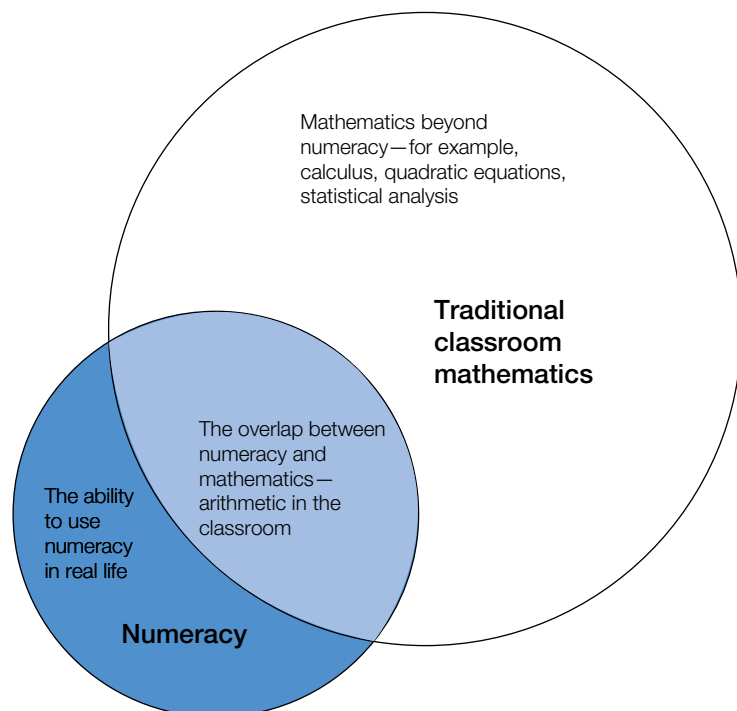 Mathematics beyond
numeracy—for example,
calculus, quadratic equations,
statistical analysis
Traditional
classroom
mathematics
The overlap between
numeracy and
mathematics—
arithmetic in the
classroom
The ability
to use
numeracy
in real life
Numeracy